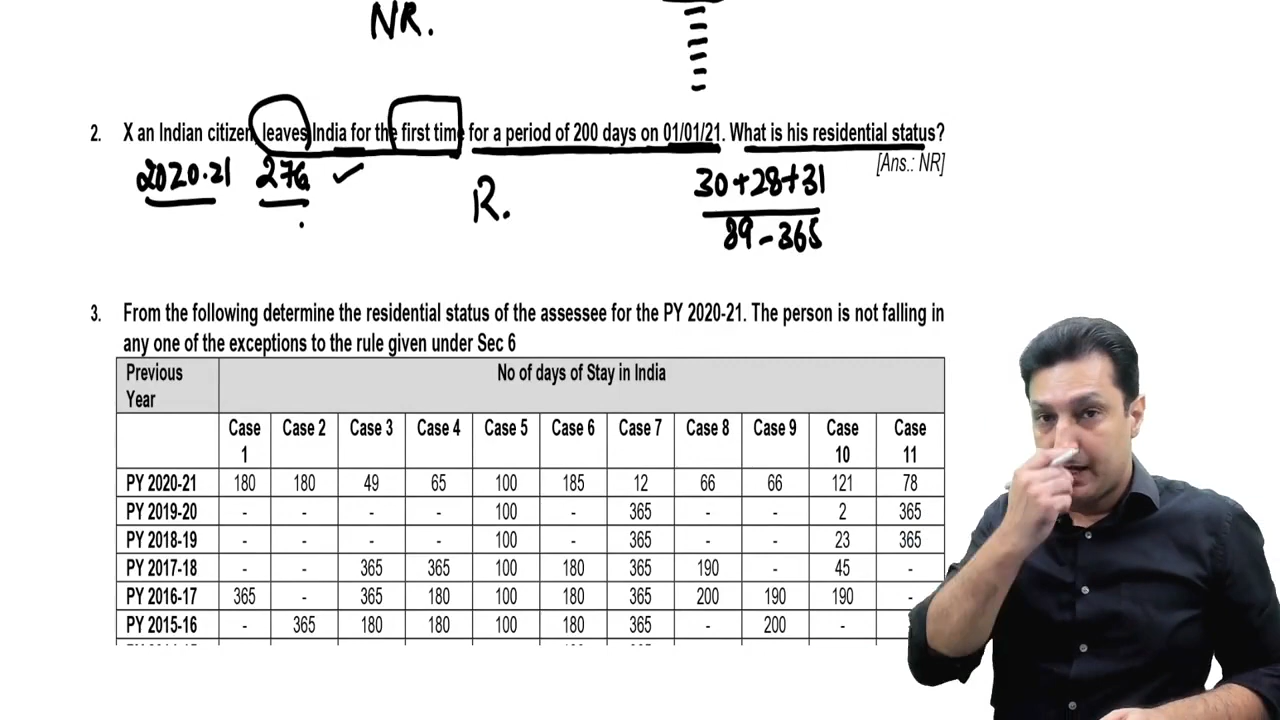 NR.
2. X an Indian citizen, leaves India for the first time for a period of 200 days on 01/01/21. What is his residential status?
[Ans.: NR]
2020.21 276 ✓ R. 30+28+31
89-365
3. From the following determine the residential status of the assessee for the PY 2020-21. The person is not falling in
any one of the exceptions to the rule given under Sec 6
Previous Year No of days of Stay in India
Case 1 Case 2 Case 3 Case 4 Case 5 Case 6 Case 7 Case 8 Case 9 Case 10 Case 11
PY 2020-21 180 180 49 65 100 185 12 66 66 121 78
PY 2019-20 - - - - 100 - 365 - - 2 365
PY 2018-19 - - - - 100 - 365 - - 23 365
PY 2017-18 - - 365 365 100 180 365 190 - 45 -
PY 2016-17 365 - 365 180 100 180 365 200 190 190 -
PY 2015-16 - 365 180 180 100 180 365 - 200 -